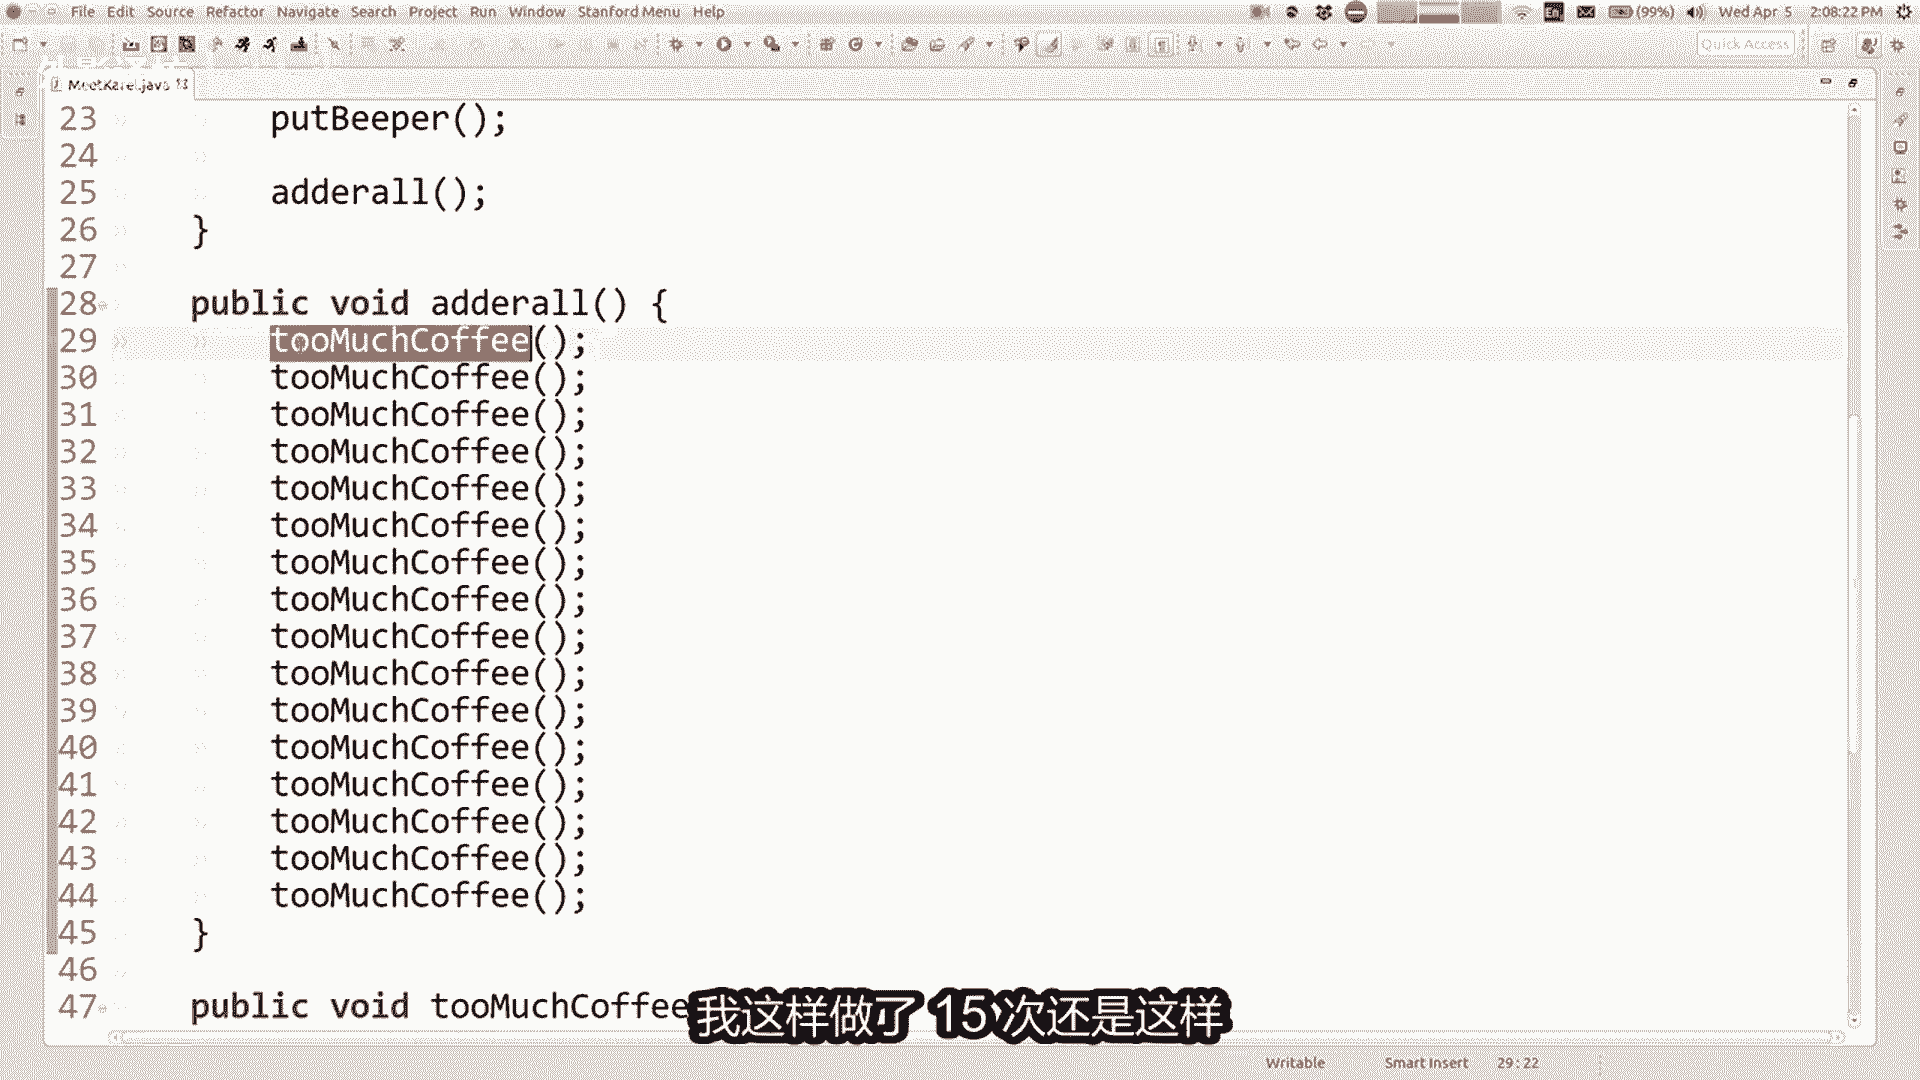 File Edit Source Refactor Navigate Search Project Run Window Stanford Menu Help En (99%) Wed Apr 5 2:08:22 PM
Quick Access
MeetKarel.java
23 putBeeper();
24
25 adderall();
26 }
27
28 public void adderall() {
29 tooMuchCoffee();
30 tooMuchCoffee();
31 tooMuchCoffee();
32 tooMuchCoffee();
33 tooMuchCoffee();
34 tooMuchCoffee();
35 tooMuchCoffee();
36 tooMuchCoffee();
37 tooMuchCoffee();
38 tooMuchCoffee();
39 tooMuchCoffee();
40 tooMuchCoffee();
41 tooMuchCoffee();
42 tooMuchCoffee();
43 tooMuchCoffee();
44 tooMuchCoffee();
45 }
46
47 public void tooMuchCoffee
我这样做了 15 次还是这样
Writable Smart Insert 29:22